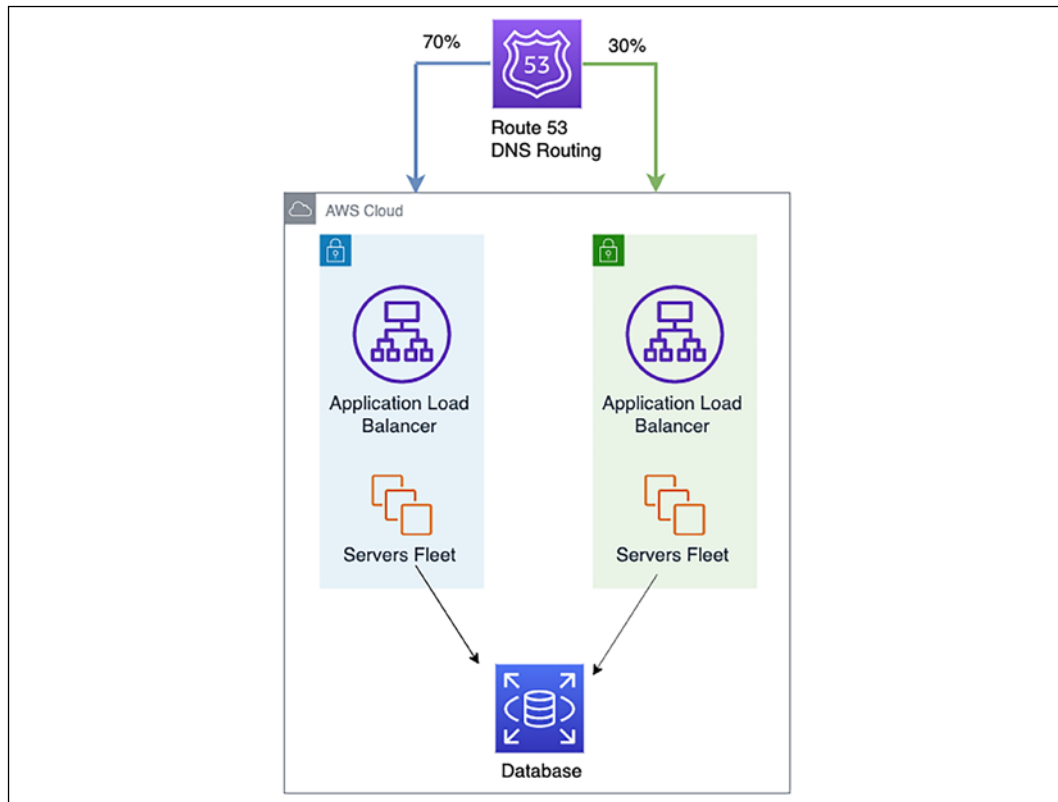 70%
30%
53
Route 53
DNS Routing
AWS Cloud
Application Load
Balancer
Application Load
Balancer
Servers Fleet
Servers Fleet
Database